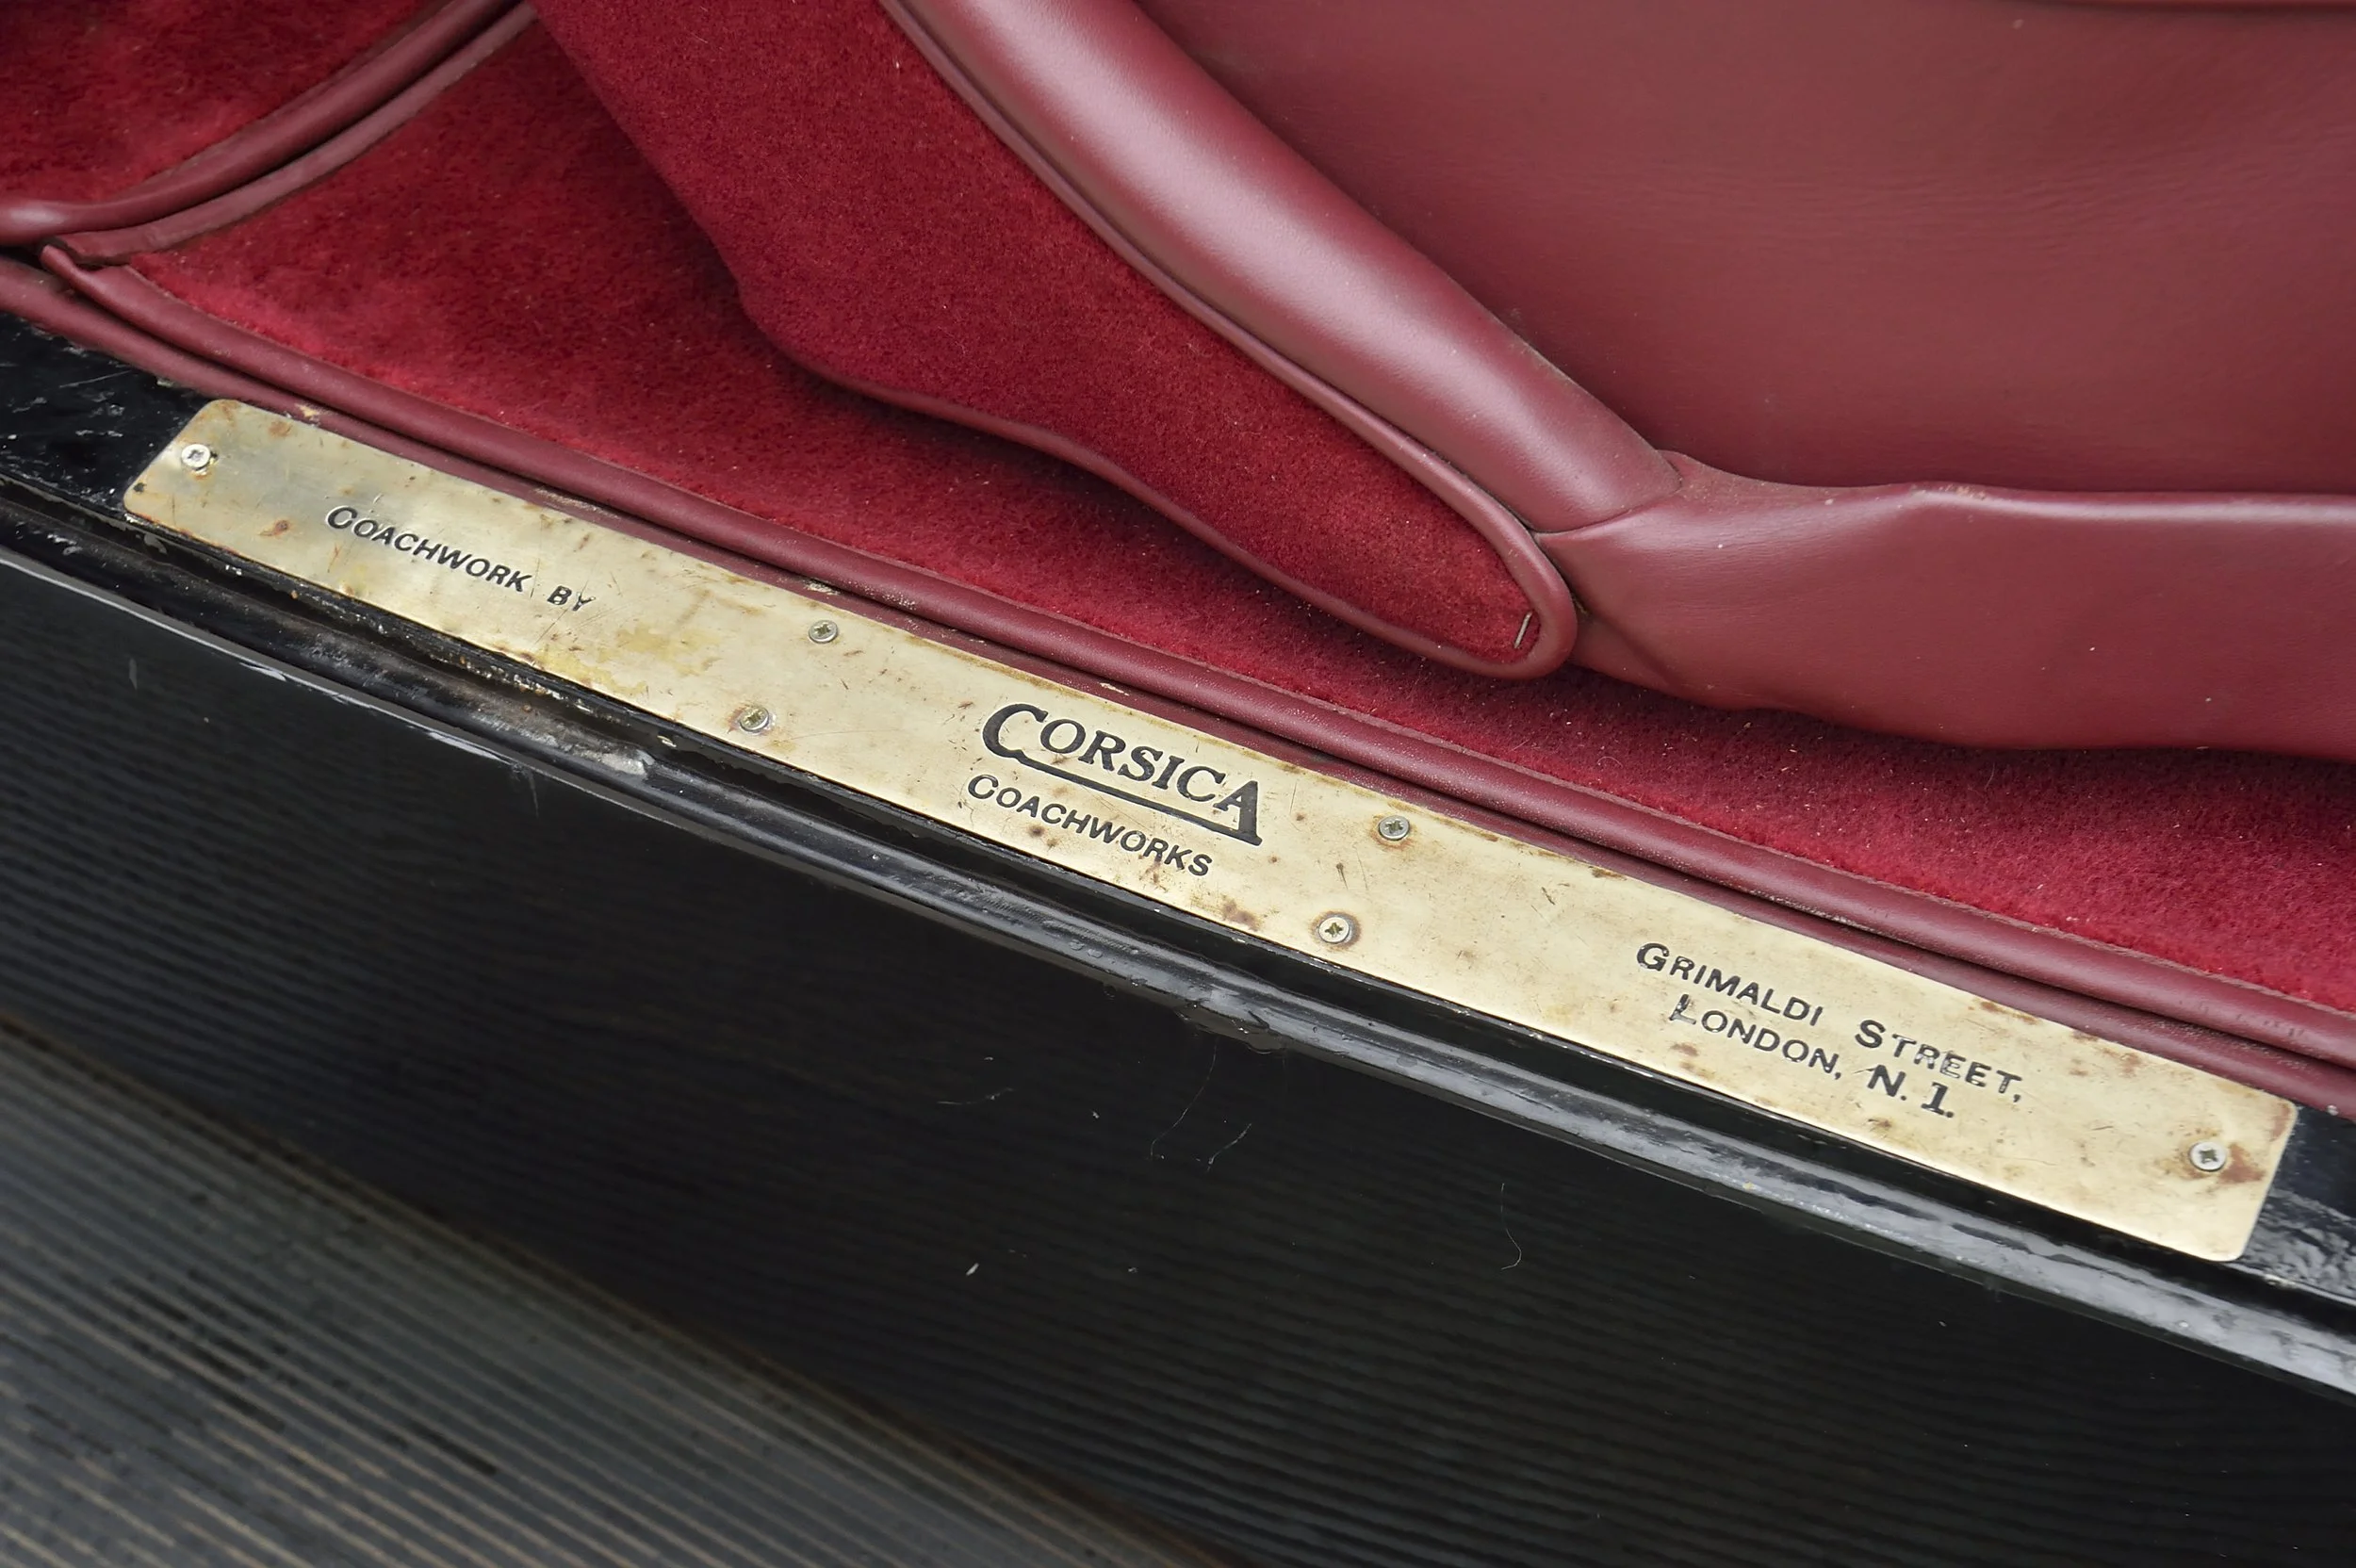 COACHWORK BY
CORSICA
COACHWORKS
GRIMALDI STREET,
LONDON, N. 1.